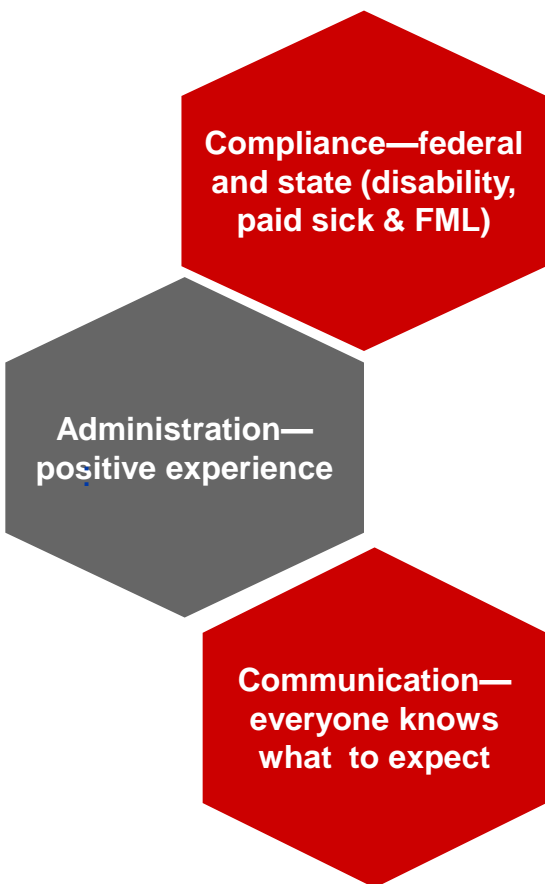 Compliance—federal
and state (disability,
paid sick & FML)
Administration—
positive experience
Communication—
everyone knows
what  to expect